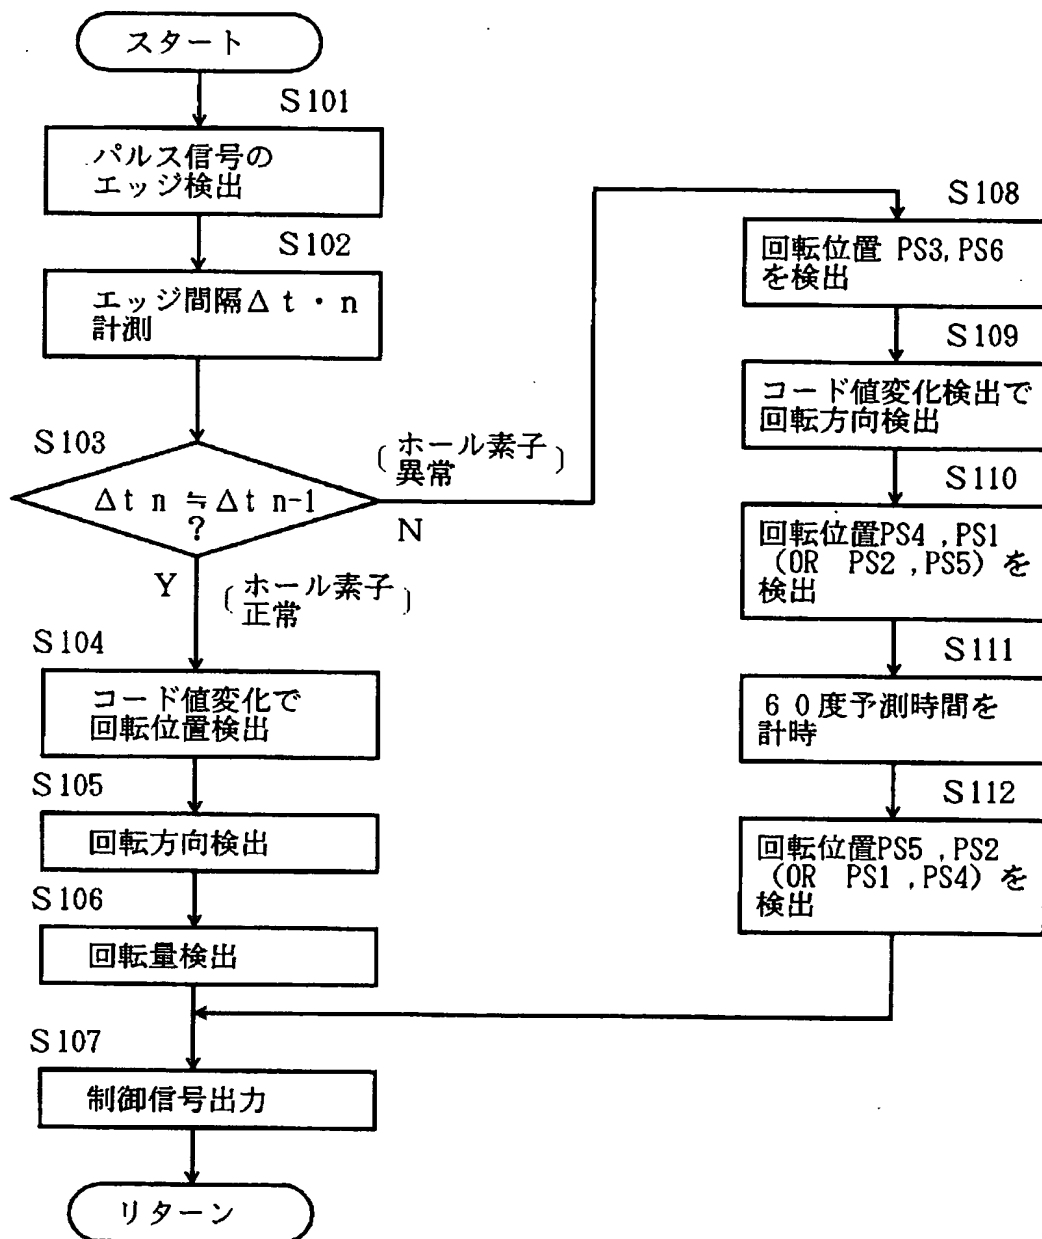 スタート
S101
パルス信号の
エッジ検出
S102
エッジ間隔Δt・n
計測
S103
Δt n ≒ Δt n-1
?
(ホール素子
異常)
N
Y
(ホール素子
正常)
S104
コード値変化で
回転位置検出
S105
回転方向検出
S106
回転量検出
S107
制御信号出力
リターン
S108
回転位置 PS3,PS6
を検出
S109
コード値変化検出で
回転方向検出
S110
回転位置PS4 ,PS1
(OR PS2 ,PS5) を
検出
S111
60度予測時間を
計時
S112
回転位置PS5 ,PS2
(OR PS1 ,PS4) を
検出